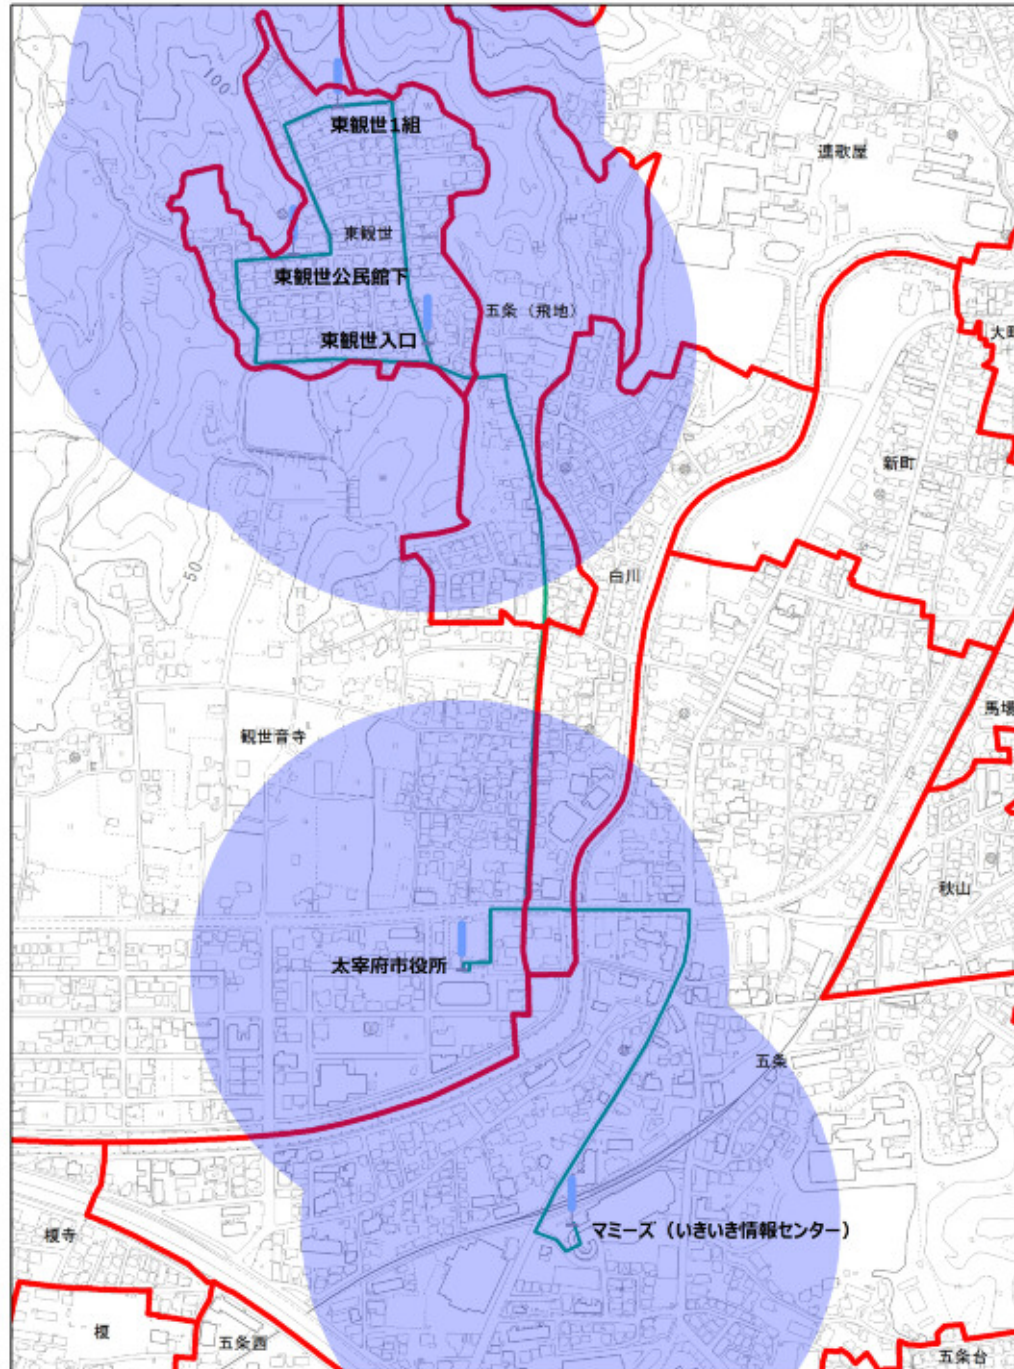 100
東観世1組
連歌屋
東観世
東観世公民館下
五条（飛地）
東観世入口
新町
50
白川
観世音寺
秋山
太宰府市役所
五条
マミーズ（いきいき情報センター）
榎寺
榎
五条西
五条台